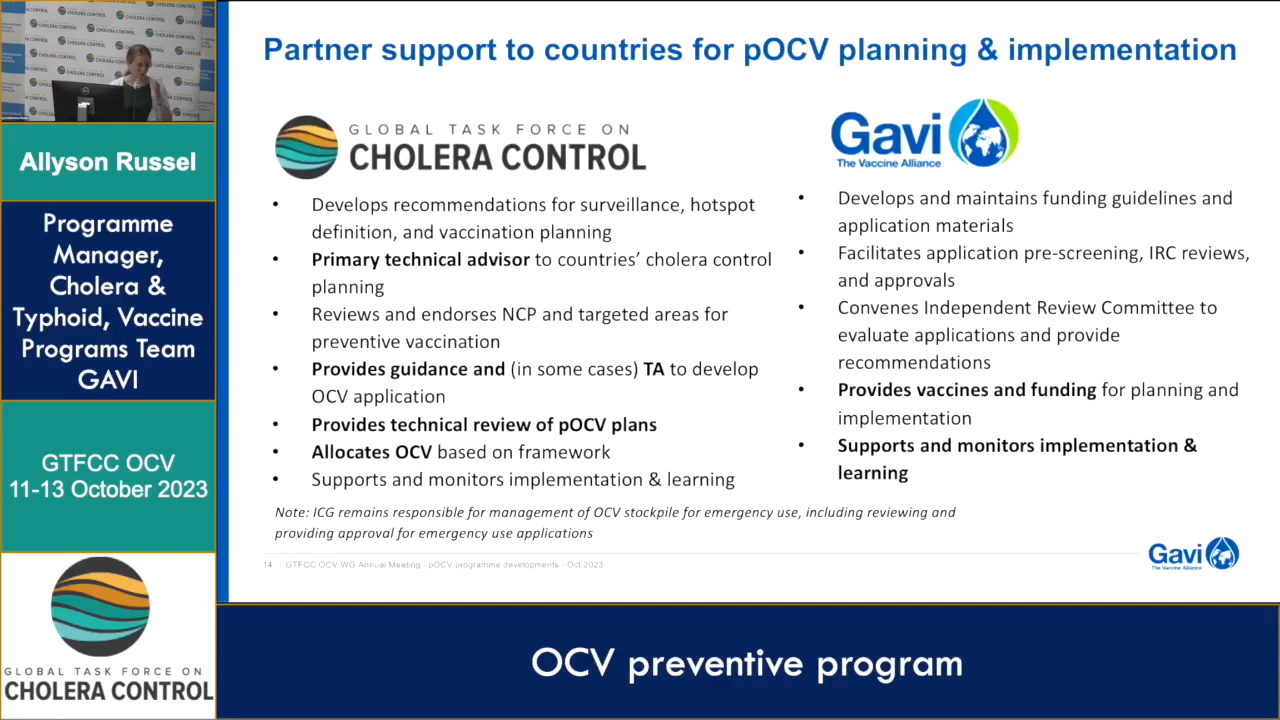 Partner support to countries for pOCV planning & implementation
GLOBAL TASK FORCE ON
CHOLERA CONTROL
• Develops recommendations for surveillance, hotspot
definition, and vaccination planning
• Primary technical advisor to countries’ cholera control
planning
• Reviews and endorses NCP and targeted areas for
preventive vaccination
• Provides guidance and (in some cases) TA to develop
OCV application
• Provides technical review of pOCV plans
• Allocates OCV based on framework
• Supports and monitors implementation & learning
Gavi
The Vaccine Alliance
• Develops and maintains funding guidelines and
application materials
• Facilitates application pre-screening, IRC reviews,
and approvals
• Convenes Independent Review Committee to
evaluate applications and provide
recommendations
• Provides vaccines and funding for planning and
implementation
• Supports and monitors implementation &
learning
Note: ICG remains responsible for management of OCV stockpile for emergency use, including reviewing and
providing approval for emergency use applications
14 GTFCC OCV WG Annual Meeting - pOCV programme developments - Oct 2023
Gavi
The Vaccine Alliance
Allyson Russel
Programme
Manager,
Cholera &
Typhoid, Vaccine
Programs Team
GAVI
GTFCC OCV
11-13 October 2023
GLOBAL TASK FORCE ON
CHOLERA CONTROL
OCV preventive program